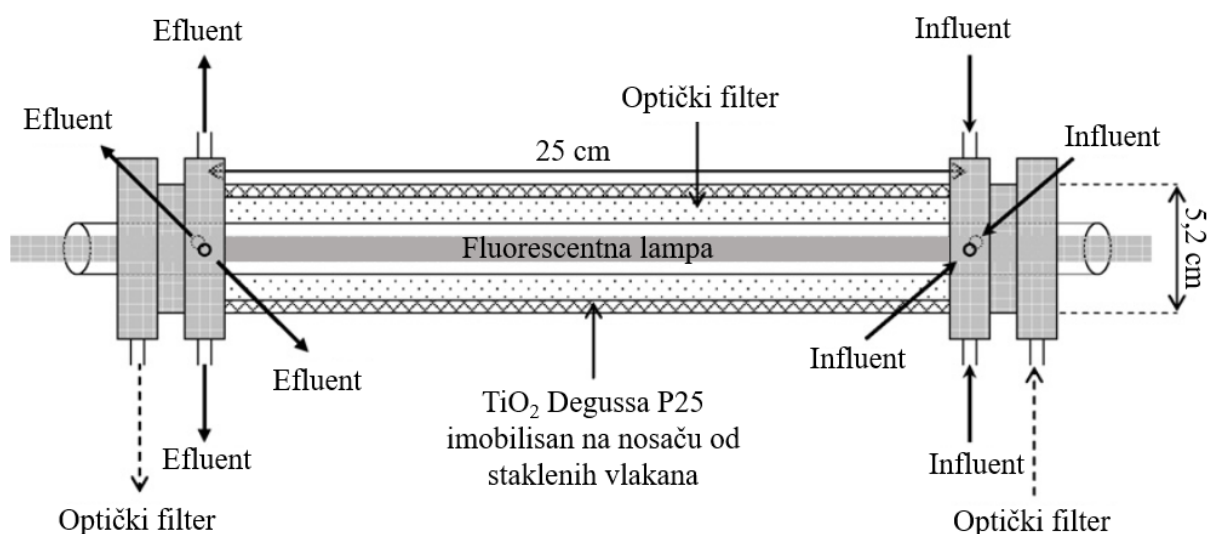 Efluent
Influent
Efluent
Optički filter
Influent
25 cm
5,2 cm
Fluorescentna lampa
Efluent
Influent
Efluent
TiO₂ Degussa P25
imobilisan na nosaču od
staklenih vlakana
Influent
Optički filter
Optički filter